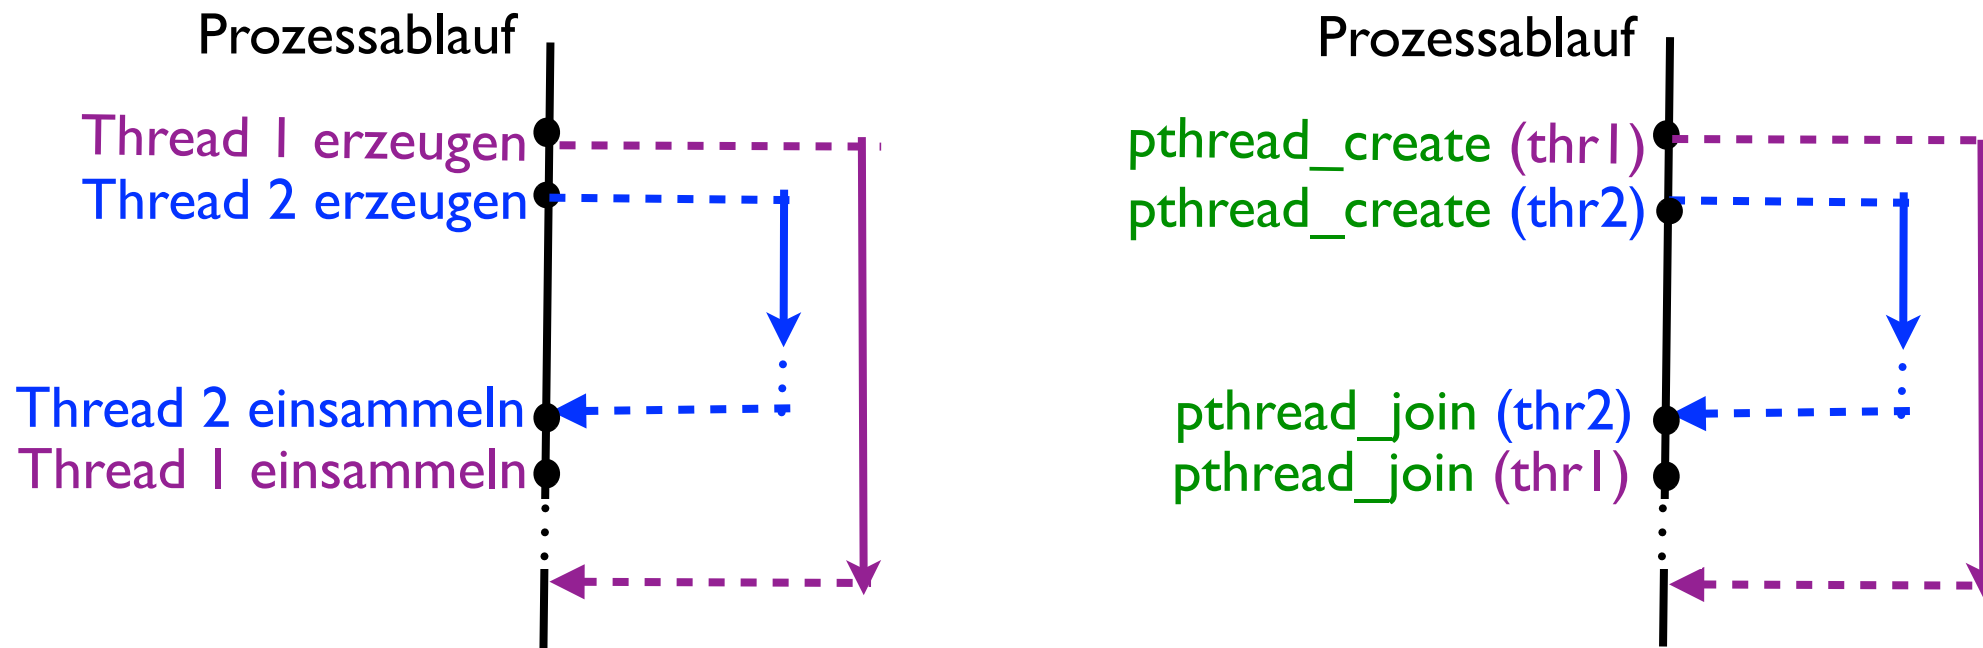 Prozessablauf
Thread 1 erzeugen
Thread 2 erzeugen
Thread 2 einsammeln
Thread 1 einsammeln
Prozessablauf
pthread_create (thr1)
pthread_create (thr2)
pthread_join (thr2)
pthread_join (thr1)